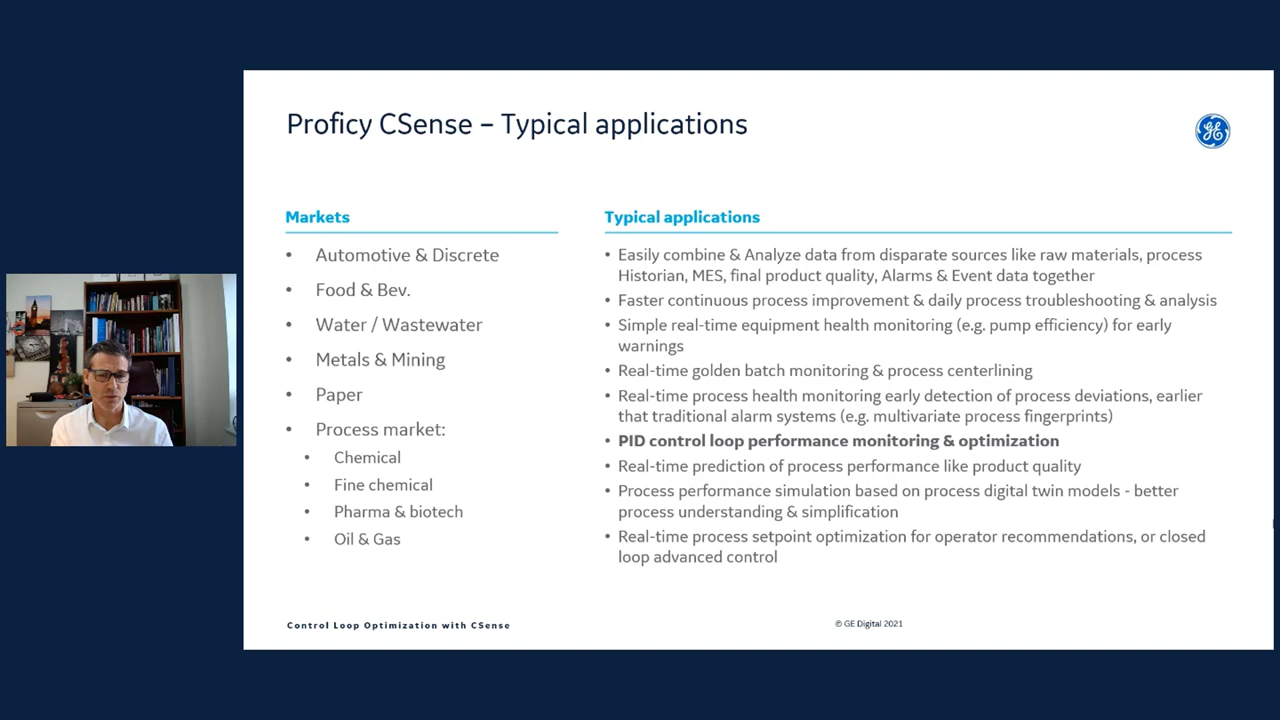 Proficy CSense – Typical applications
GE
Markets
• Automotive & Discrete
• Food & Bev.
• Water / Wastewater
• Metals & Mining
• Paper
• Process market:
• Chemical
• Fine chemical
• Pharma & biotech
• Oil & Gas
Typical applications
• Easily combine & Analyze data from disparate sources like raw materials, process
Historian, MES, final product quality, Alarms & Event data together
• Faster continuous process improvement & daily process troubleshooting & analysis
• Simple real-time equipment health monitoring (e.g. pump efficiency) for early
warnings
• Real-time golden batch monitoring & process centerlining
• Real-time process health monitoring early detection of process deviations, earlier
that traditional alarm systems (e.g. multivariate process fingerprints)
• PID control loop performance monitoring & optimization
• Real-time prediction of process performance like product quality
• Process performance simulation based on process digital twin models - better
process understanding & simplification
• Real-time process setpoint optimization for operator recommendations, or closed
loop advanced control
Control Loop Optimization with CSense
© GE Digital 2021